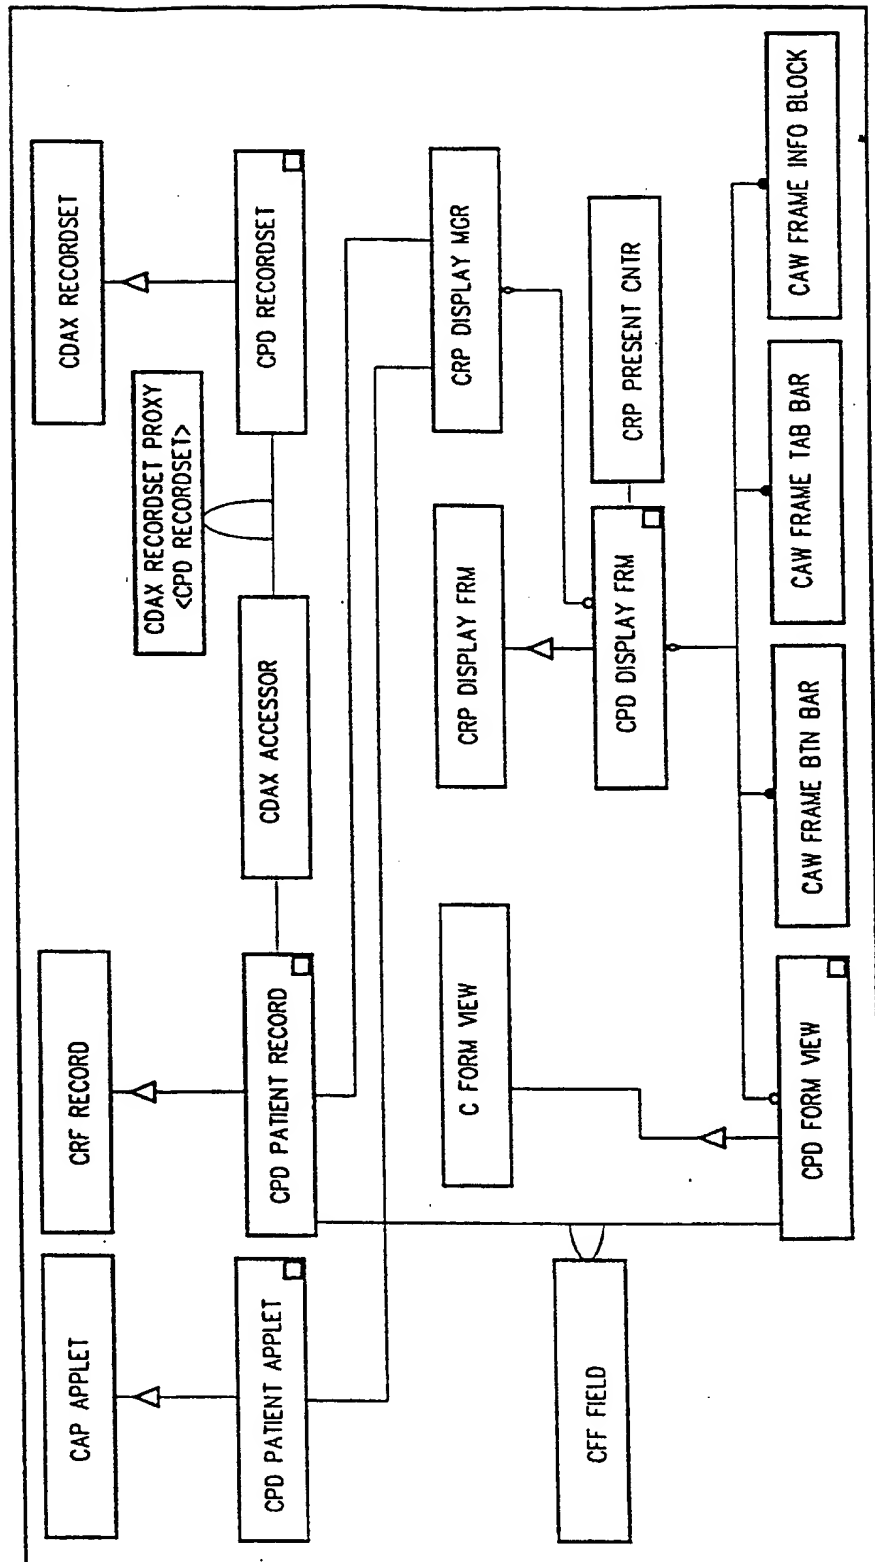 CAP APPLET
CRF RECORD
CDAX RECORDSET
CDAX RECORDSET PROXY
<CPD RECORDSET>
CPD PATIENT APPLET
CPD PATIENT RECORD
CDAX ACCESSOR
CPD RECORDSET
C FORM VIEW
CRP DISPLAY FRM
CRP DISPLAY MGR
CFF FIELD
CPD DISPLAY FRM
CRP PRESENT CNTR
CPD FORM VIEW
CAW FRAME BTN BAR
CAW FRAME TAB BAR
CAW FRAME INFO BLOCK